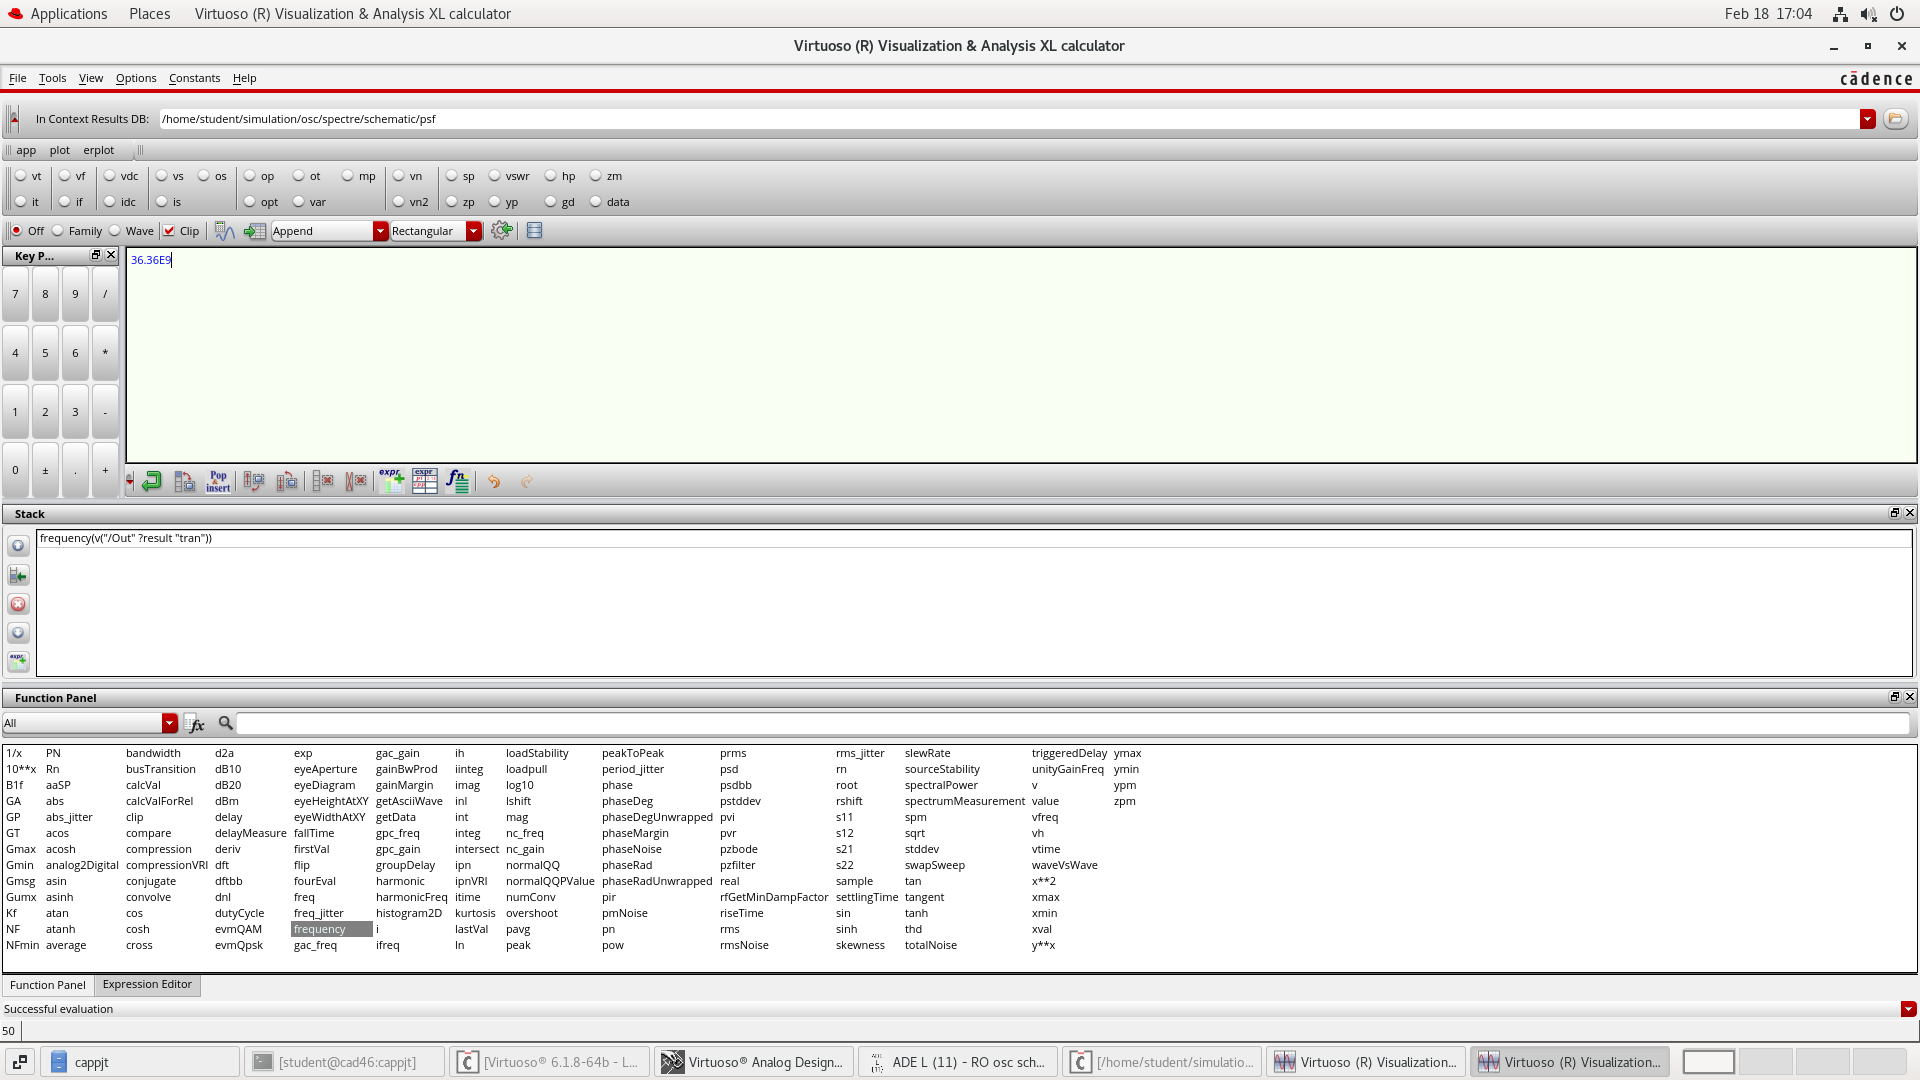 Applications Places Virtuoso (R) Visualization & Analysis XL calculator Feb 18 17:04
Virtuoso (R) Visualization & Analysis XL calculator
File Tools View Options Constants Help cādence
In Context Results DB: /home/student/simulation/osc/spectre/schematic/psf
app plot erplot
vt vf vdc vs os op ot mp vn sp vswr hp zm
it if idc is opt var vn2 zp yp gd data
Off Family Wave Clip Append Rectangular
Key P...
36.36E9
7 8 9 /
4 5 6 *
1 2 3 -
0 ± . +
Pop & insert expr expr fn
Stack
frequency(v("/Out" ?result "tran"))
expr
Function Panel
All fx
1/x PN bandwidth d2a exp gac_gain ih loadStability peakToPeak prms rms_jitter slewRate triggeredDelay ymax
10**x Rn busTransition dB10 eyeAperture gainBwProd iinteg loadpull period_jitter psd rn sourceStability unityGainFreq ymin
B1f aaSP calcVal dB20 eyeDiagram gainMargin imag log10 phase psdbb root spectralPower v ypm
GA abs calcValForRel dBm eyeHeightAtXY getAsciiWave inl lshift phaseDeg pstddev rshift spectrumMeasurement value zpm
GP abs_jitter clip delay eyeWidthAtXY getData int mag phaseDegUnwrapped pvi s11 spm vfreq
GT acos compare delayMeasure fallTime gpc_freq integ nc_freq phaseMargin pvr s12 sqrt vh
Gmax acosh compression deriv firstVal gpc_gain intersect nc_gain phaseNoise pzbode s21 stddev vtime
Gmin analog2Digital compressionVRI dft flip groupDelay ipn normalQQ phaseRad pzfilter s22 swapSweep waveVsWave
Gmsg asin conjugate dftbb fourEval harmonic ipnVRI normalQQPValue phaseRadUnwrapped real sample tan x**2
Gumx asinh convolve dnl freq harmonicFreq itime numConv pir rfGetMinDampFactor settlingTime tangent xmax
Kf atan cos dutyCycle freq_jitter histogram2D kurtosis overshoot pmNoise riseTime sin tanh xmin
NF atanh cosh evmQAM frequency i lastVal pavg pn rms sinh thd xval
NFmin average cross evmQpsk gac_freq ifreq ln peak pow rmsNoise skewness totalNoise y**x
Function Panel Expression Editor
Successful evaluation
50
cappjt [student@cad46:cappjt] [Virtuoso® 6.1.8-64b - L... Virtuoso® Analog Design... ADE L (11) - RO osc sch... [/home/student/simulatio... Virtuoso (R) Visualization... Virtuoso (R) Visualization...